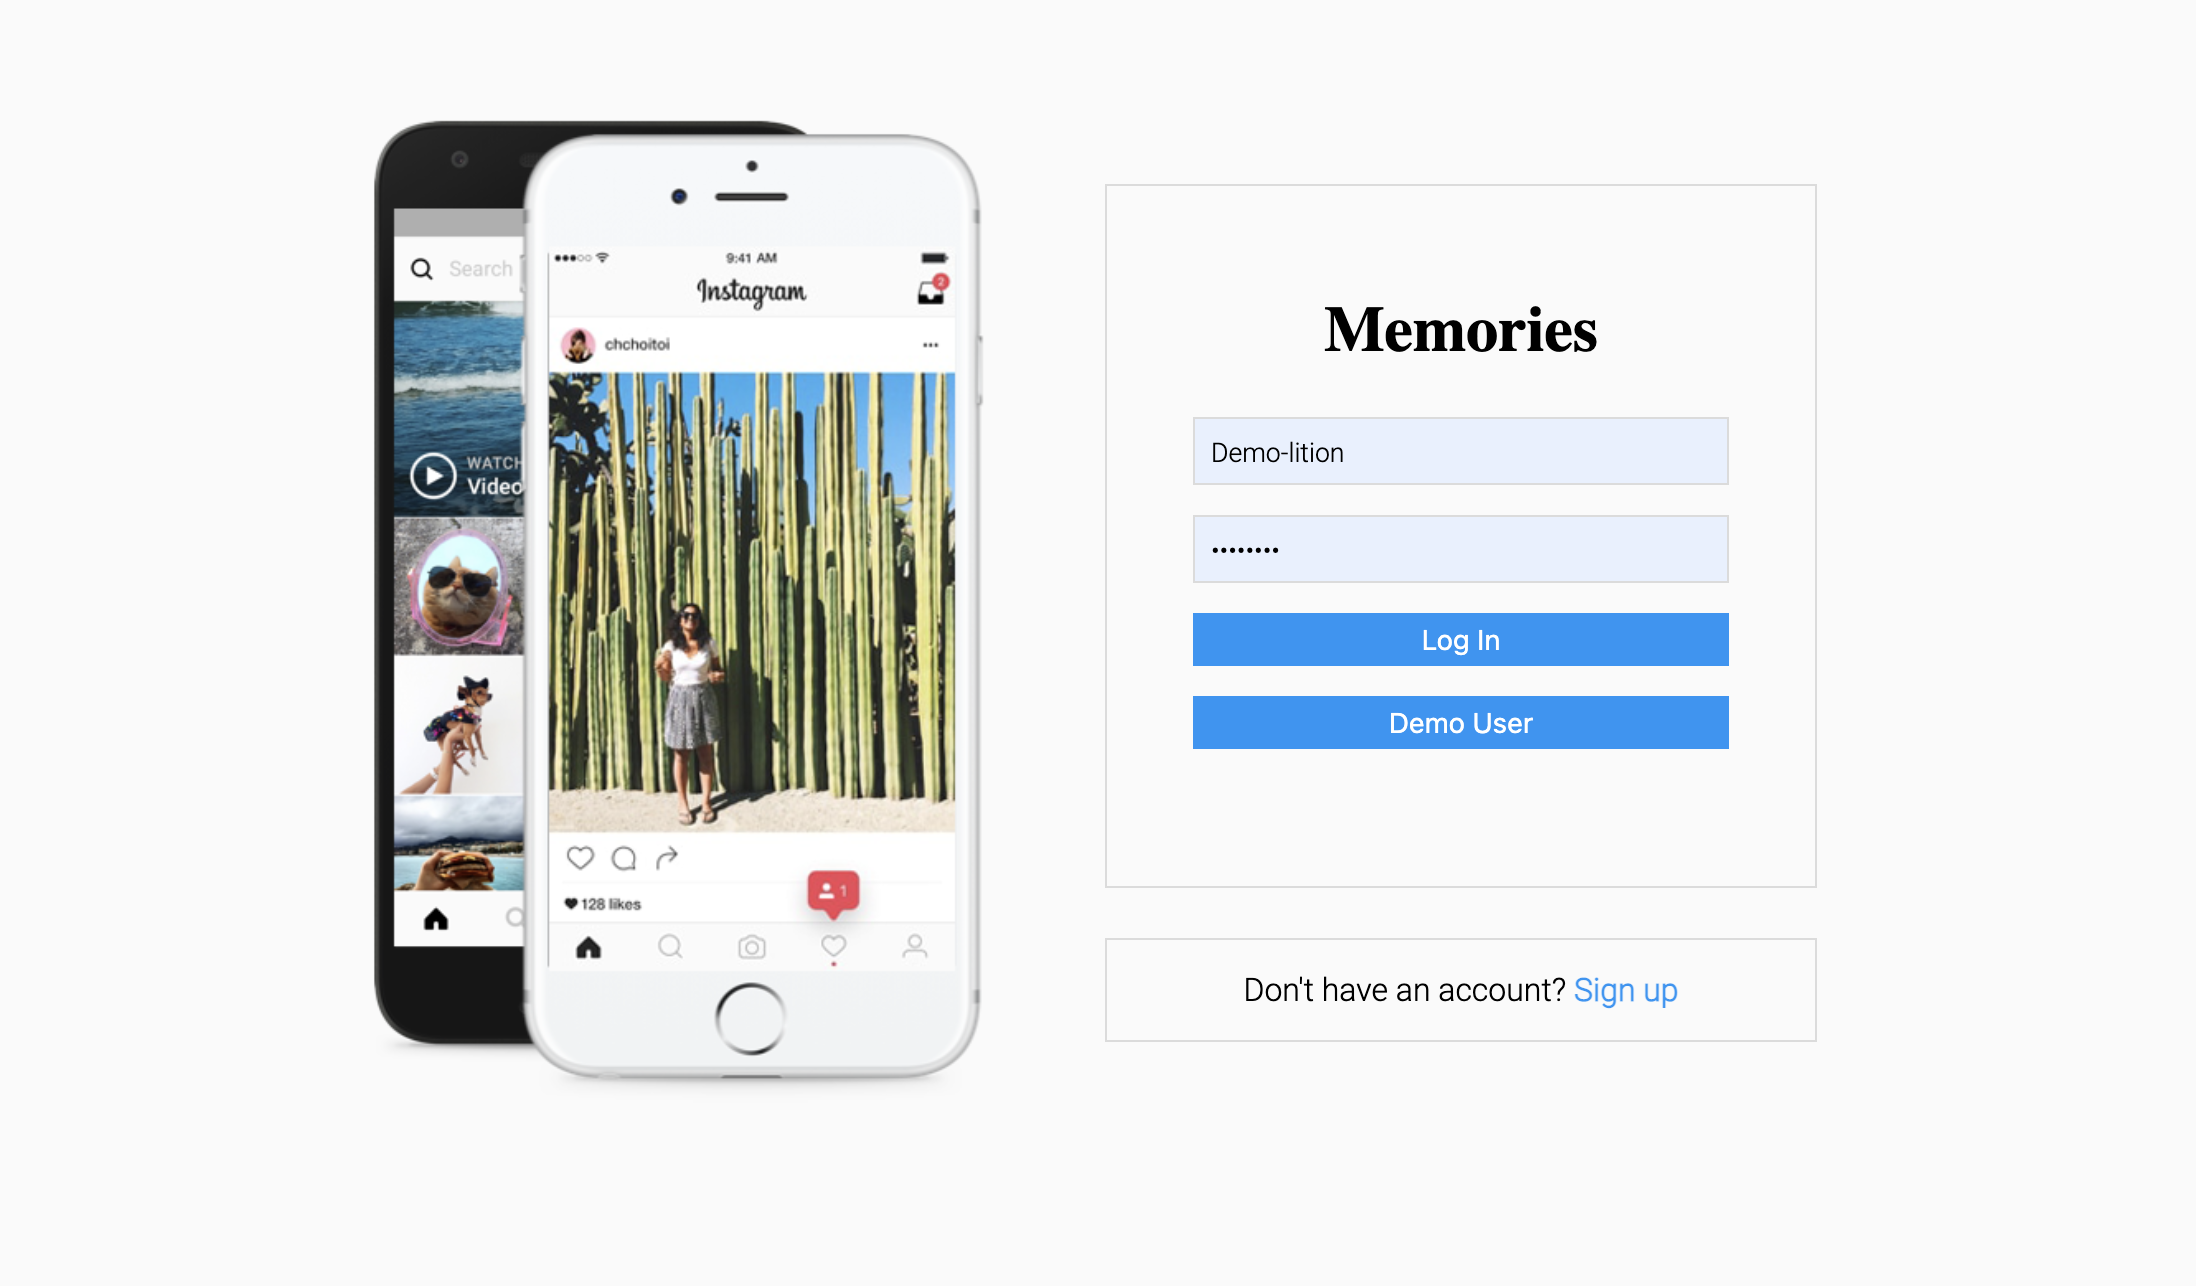 Search
WATCH
Video
9:41 AM
Instagram
2
chchoitoi
128 likes
1
Memories
Demo-lition
••••••••
Log In
Demo User
Don't have an account? Sign up